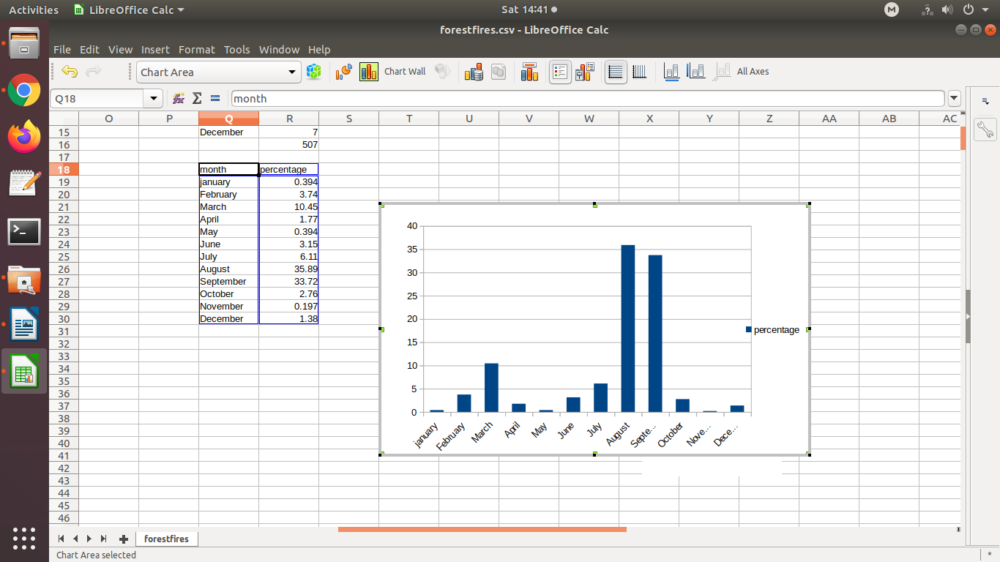 Activities LibreOffice Calc Sat 14:41 M ?
forestfires.csv - LibreOffice Calc
File Edit View Insert Format Tools Window Help
Chart Area Chart Wall All Axes
Q18 fx Σ = month
O P Q R S T U V W X Y Z AA AB AC
15 December 7
16 507
17
18 month percentage
19 january 0.394
20 February 3.74
21 March 10.45
22 April 1.77
23 May 0.394
24 June 3.15
25 July 6.11
26 August 35.89
27 September 33.72
28 October 2.76
29 November 0.197
30 December 1.38
31
32
33
34
35
36
37
38
39
40
41
42
43
44
45
46
40
35
30
25
20
15
10
5
0
percentage
january February March April May June July August Septe... October Nove... Dece...
forestfires
Chart Area selected *